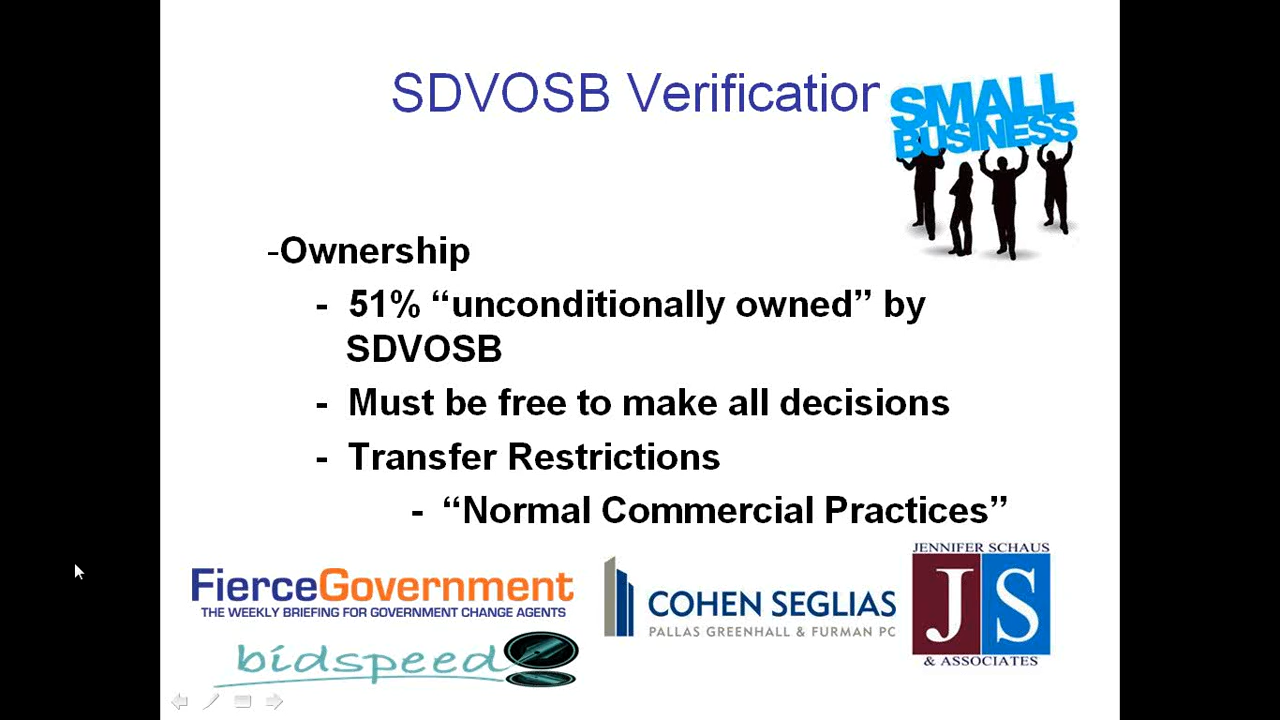 SDVOSB Verification
SMALL
BUSINESS
-Ownership
- 51% “unconditionally owned” by
SDVOSB
- Must be free to make all decisions
- Transfer Restrictions
- “Normal Commercial Practices”
FierceGovernment
THE WEEKLY BRIEFING FOR GOVERNMENT CHANGE AGENTS
bidspeed
COHEN SEGLIAS
PALLAS GREENHALL & FURMAN PC
JENNIFER SCHAUS
JS
& ASSOCIATES